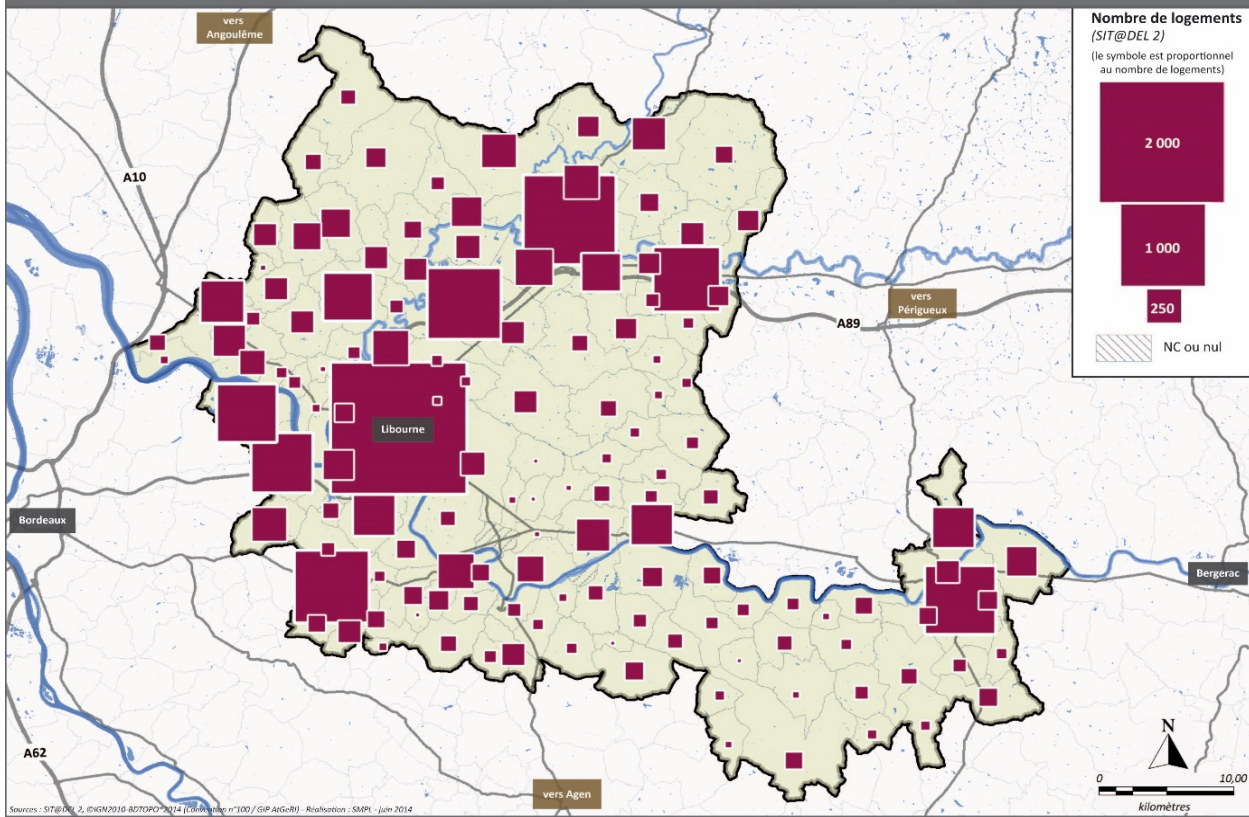 vers
Angoulême
Nombre de logements
(SIT@DEL 2)
(le symbole est proportionnel
au nombre de logements)
2 000
1 000
250
NC ou nul
A10
vers
Périgueux
A89
Libourne
Bordeaux
Bergerac
A62
vers Agen
N
0 10,00
kilomètres
Sources : SIT@DEL 2, ©IGN2010-BDTOPO®2014 (Convention n°100 / GIP AtGeRi) - Réalisation : SMPL - juin 2014